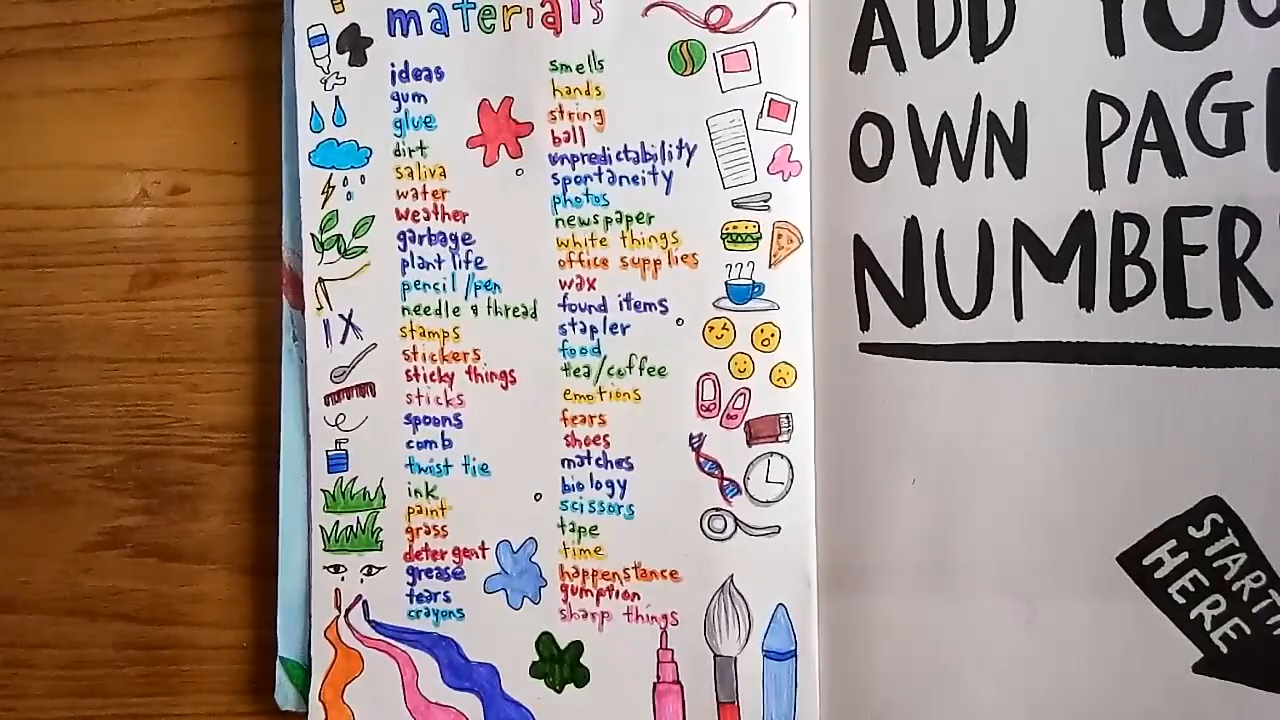 materials
ideas
gum
glue
dirt
saliva
water
weather
garbage
plant life
pencil/pen
needle & thread
stamps
stickers
sticky things
sticks
spoons
comb
twist tie
ink
paint
grass
detergent
grease
tears
crayons
smells
hands
string
ball
unpredictability
spontaneity
photos
newspaper
white things
office supplies
wax
found items
stapler
food
tea/coffee
emotions
fears
shoes
matches
biology
scissors
tape
time
happenstance
gumption
sharp things
ADD YOU
OWN PAG
NUMBER
START
HERE